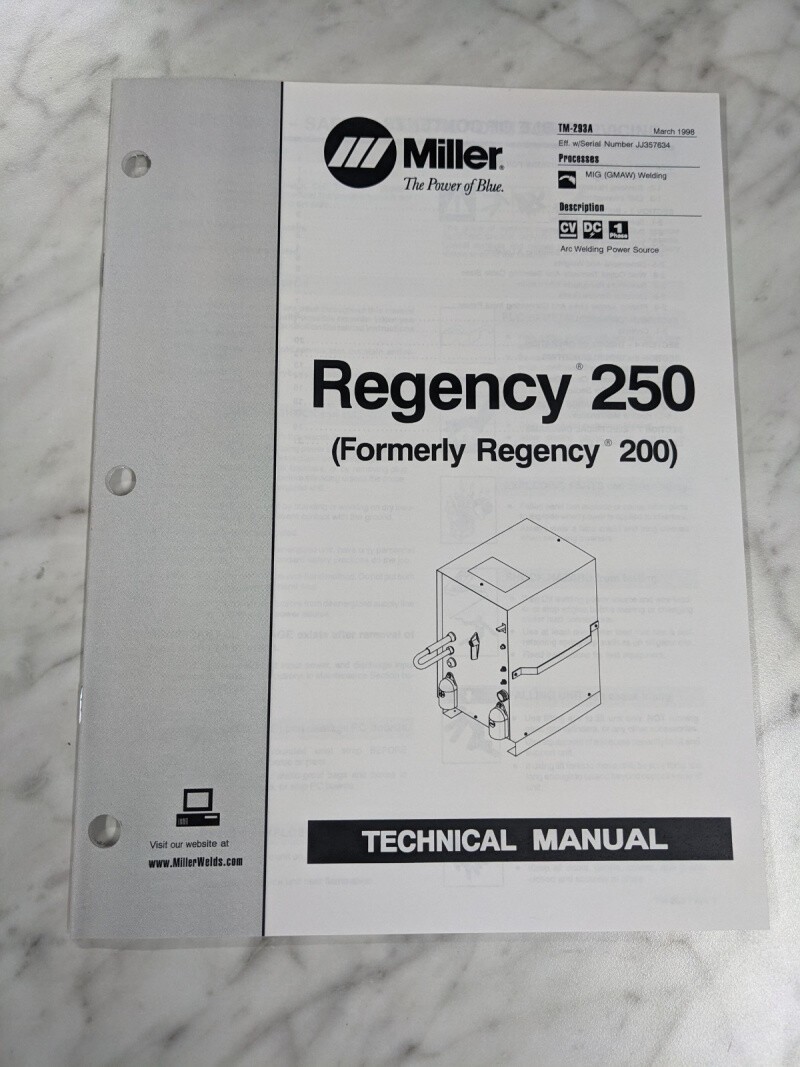 Miller®
The Power of Blue.
TM-293A March 1998
Eff. w/Serial Number JJ357634
Processes
MIG (GMAW) Welding
Description
CV DC 1 Phase
Arc Welding Power Source
Regency® 250
(Formerly Regency® 200)
TECHNICAL MANUAL
Visit our website at
www.MillerWelds.com